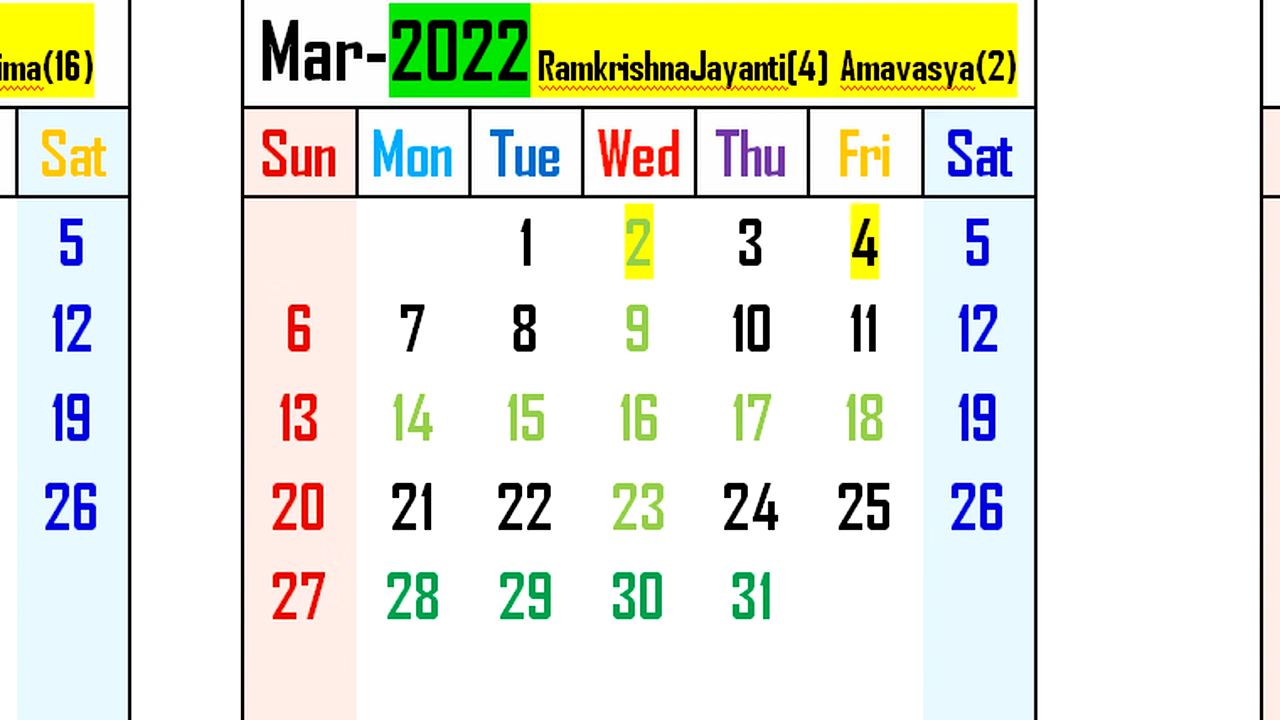 ima(16)
Sat
5
12
19
26
Mar-2022 RamkrishnaJayanti(4) Amavasya(2)
Sun Mon Tue Wed Thu Fri Sat
1 2 3 4 5
6 7 8 9 10 11 12
13 14 15 16 17 18 19
20 21 22 23 24 25 26
27 28 29 30 31